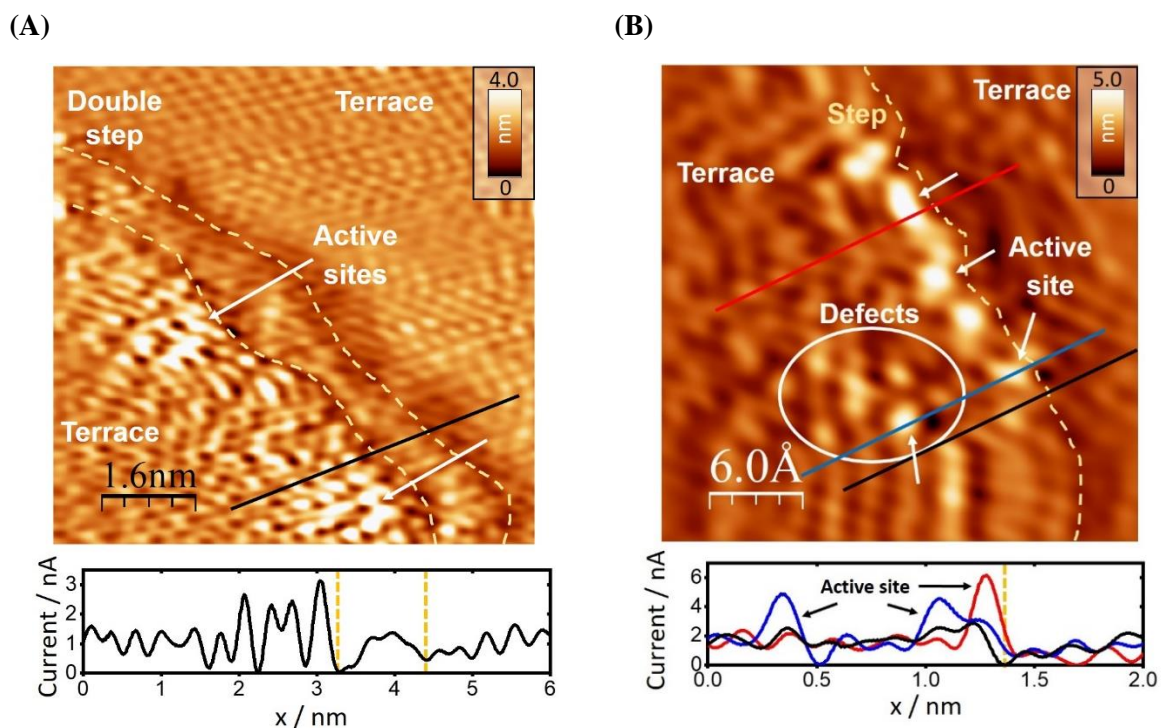 (A)
4.0
nm
0
Double
step
Terrace
Active
sites
Terrace
1.6nm
Current / nA
3
2
1
0
0 1 2 3 4 5 6
x / nm
(B)
5.0
nm
0
Terrace
Step
Terrace
Active
site
Defects
6.0Å
Current / nA
6
4
2
0
Active site
0.0 0.5 1.0 1.5 2.0
x / nm